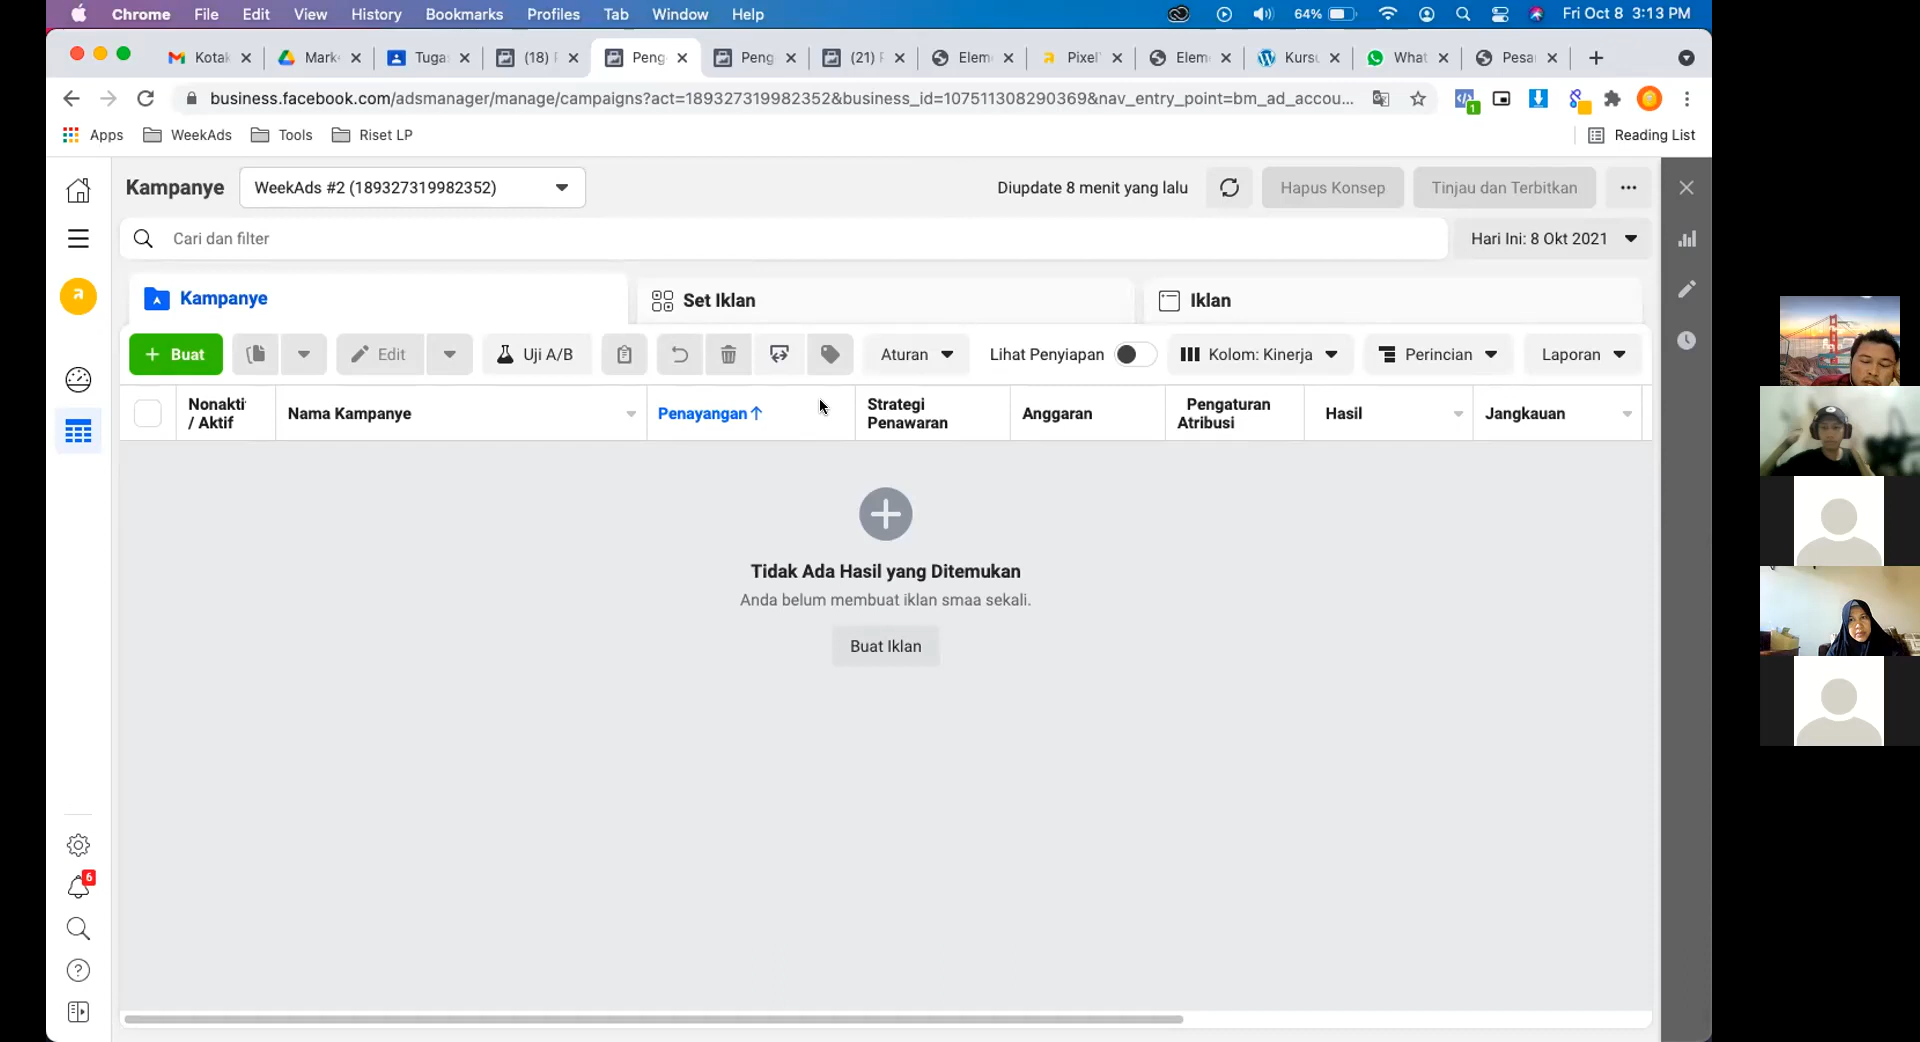 Chrome File Edit View History Bookmarks Profiles Tab Window Help 64% Fri Oct 8 3:13 PM
Kotak Mark Tuga (18) Peng Peng (21) Elem Pixel Elem Kursu What Pesa
business.facebook.com/adsmanager/manage/campaigns?act=189327319982352&business_id=107511308290369&nav_entry_point=bm_ad_accou... 1
Apps WeekAds Tools Riset LP Reading List
Kampanye WeekAds #2 (189327319982352) Diupdate 8 menit yang lalu Hapus Konsep Tinjau dan Terbitkan
Cari dan filter Hari Ini: 8 Okt 2021
Kampanye Set Iklan Iklan
+ Buat Edit Uji A/B Aturan Lihat Penyiapan Kolom: Kinerja Perincian Laporan
Nonakti
/ Aktif
Nama Kampanye
Penayangan↑
Strategi
Penawaran
Anggaran
Pengaturan
Atribusi
Hasil
Jangkauan
Tidak Ada Hasil yang Ditemukan
Anda belum membuat iklan smaa sekali.
Buat Iklan
6